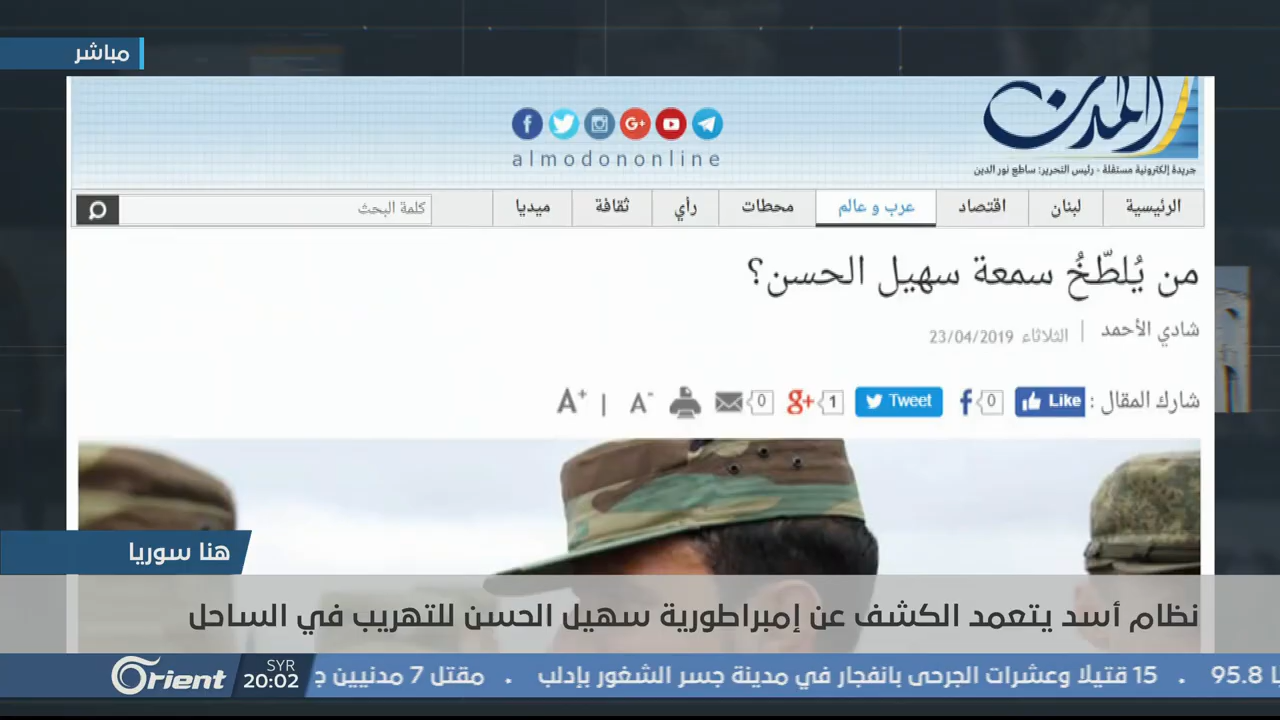 مباشر
المدن
almodononline
جريدة إلكترونية مستقلة - رئيس التحرير: ساطع نور الدين
الرئيسية لبنان اقتصاد عرب و عالم محطات رأي ثقافة ميديا كلمة البحث
من يُلطّخُ سمعة سهيل الحسن؟
شادي الأحمد | الثلاثاء 23/04/2019
شارك المقال : Like 0 Tweet 1 0 A- | A+
هنا سوريا
نظام أسد يتعمد الكشف عن إمبراطورية سهيل الحسن للتهريب في الساحل
95.8 . 15 قتيلا وعشرات الجرحى بانفجار في مدينة جسر الشغور بإدلب . مقتل 7 مدنيين
SYR
20:02
Orient